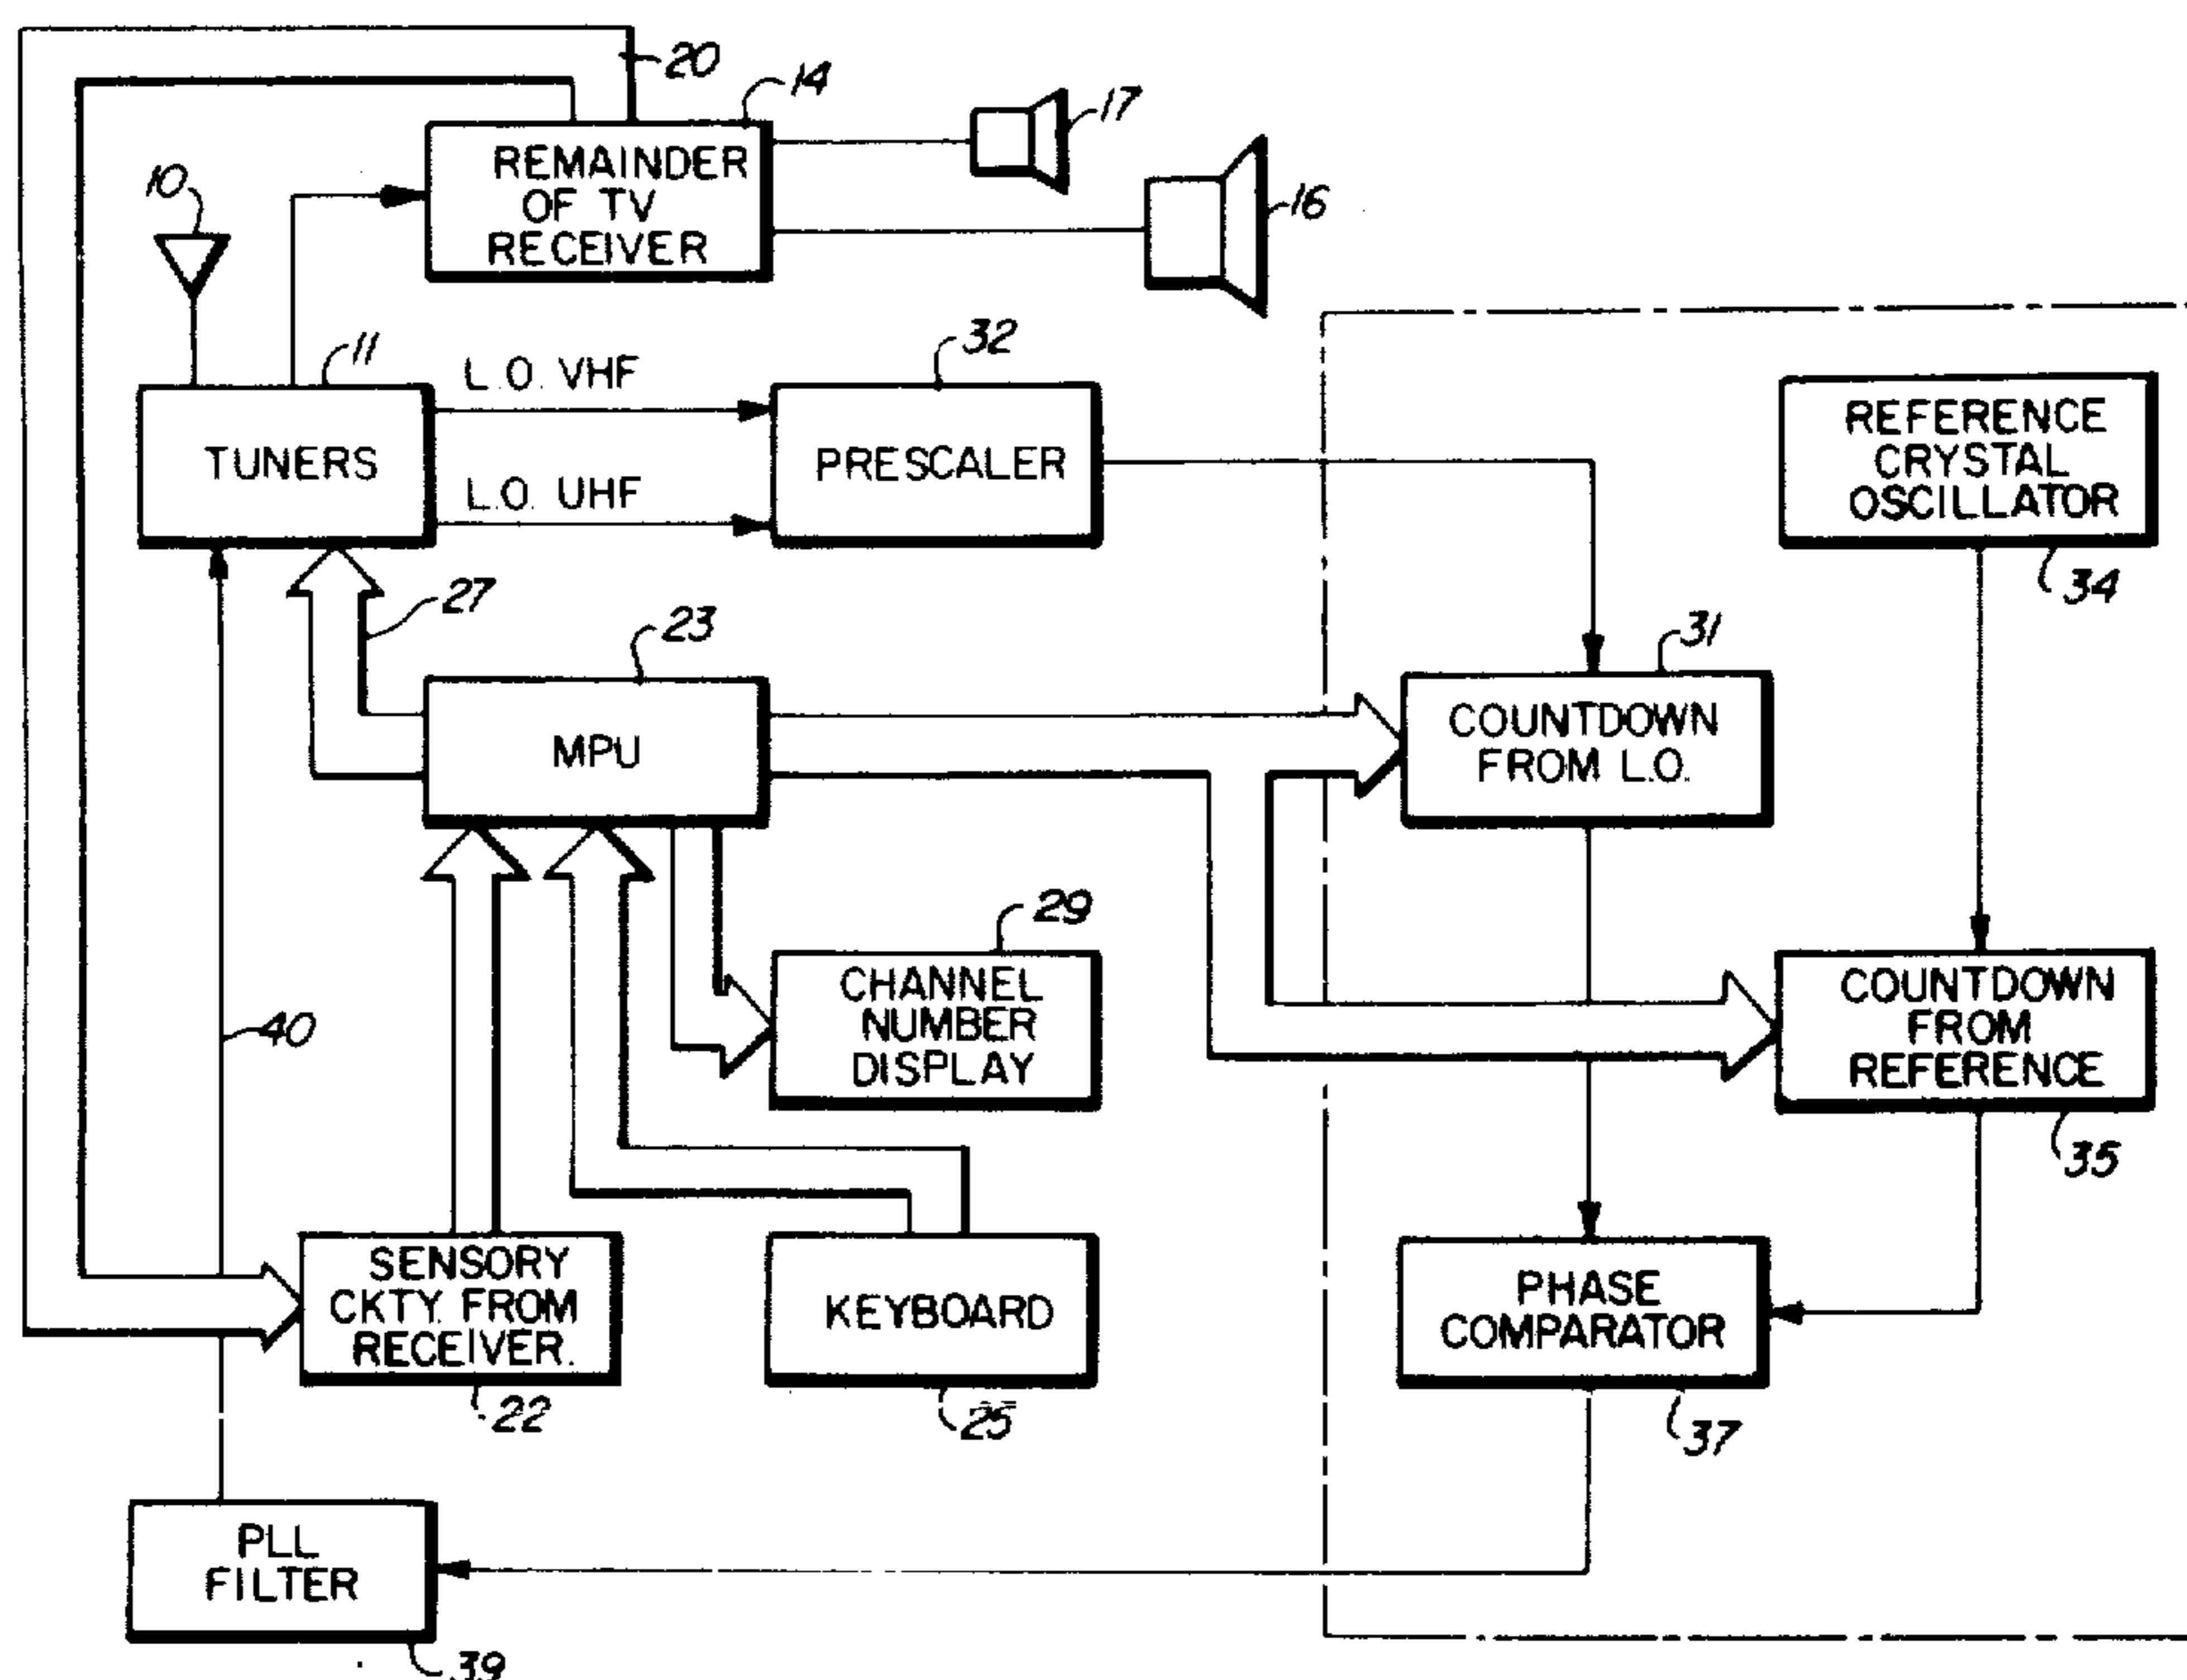 20
14
17
REMAINDER
OF TV
RECEIVER
10
16
11
L.O. VHF
32
TUNERS
PRESCALER
L.O. UHF
REFERENCE
CRYSTAL
OSCILLATOR
34
27
23
31
MPU
COUNTDOWN
FROM L.O.
29
CHANNEL
NUMBER
DISPLAY
COUNTDOWN
FROM
REFERENCE
40
35
SENSORY
CKTY. FROM
RECEIVER.
KEYBOARD
PHASE
COMPARATOR
22
25
37
PLL
FILTER
39